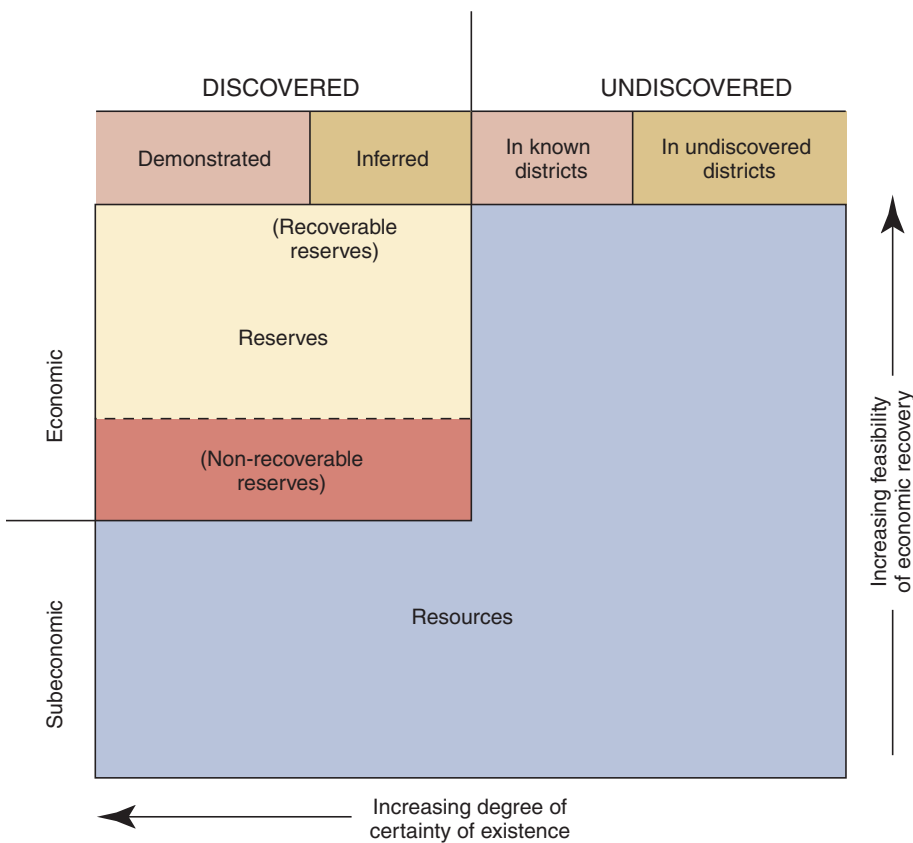 DISCOVERED
UNDISCOVERED
Demonstrated
Inferred
In known
districts
In undiscovered
districts
(Recoverable
reserves)
Reserves
(Non-recoverable
reserves)
Economic
Subeconomic
Resources
Increasing feasibility
of economic recovery
Increasing degree of
certainty of existence